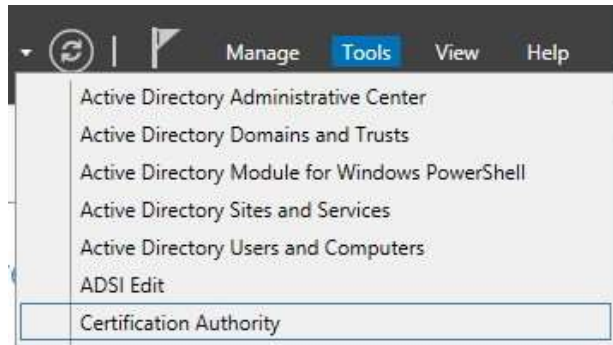 Manage Tools View Help
Active Directory Administrative Center
Active Directory Domains and Trusts
Active Directory Module for Windows PowerShell
Active Directory Sites and Services
Active Directory Users and Computers
ADSI Edit
Certification Authority